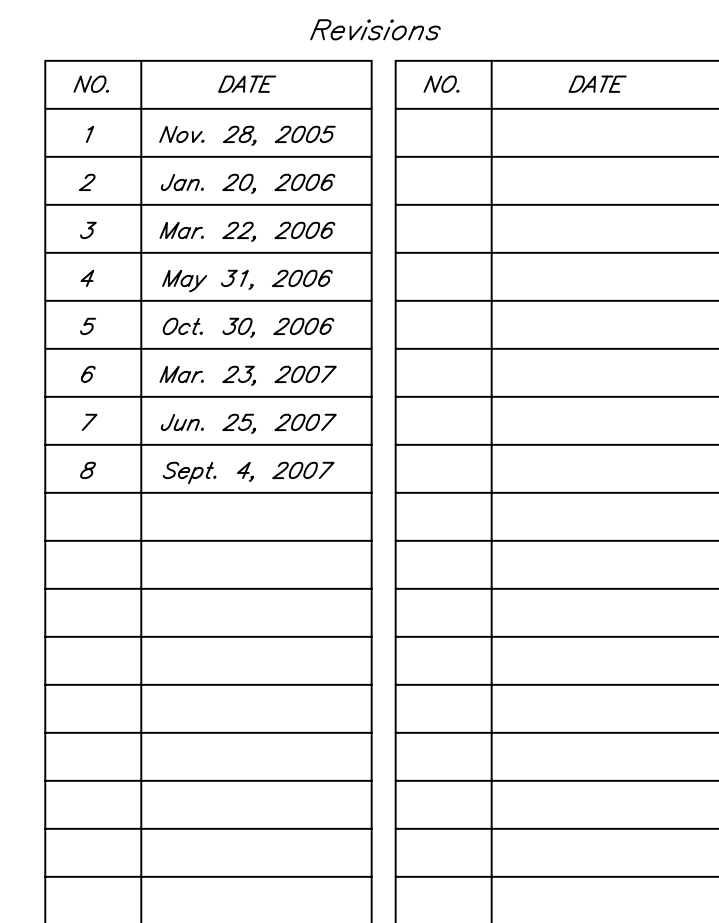 Revisions
NO. DATE NO. DATE
1 Nov. 28, 2005
2 Jan. 20, 2006
3 Mar. 22, 2006
4 May 31, 2006
5 Oct. 30, 2006
6 Mar. 23, 2007
7 Jun. 25, 2007
8 Sept. 4, 2007